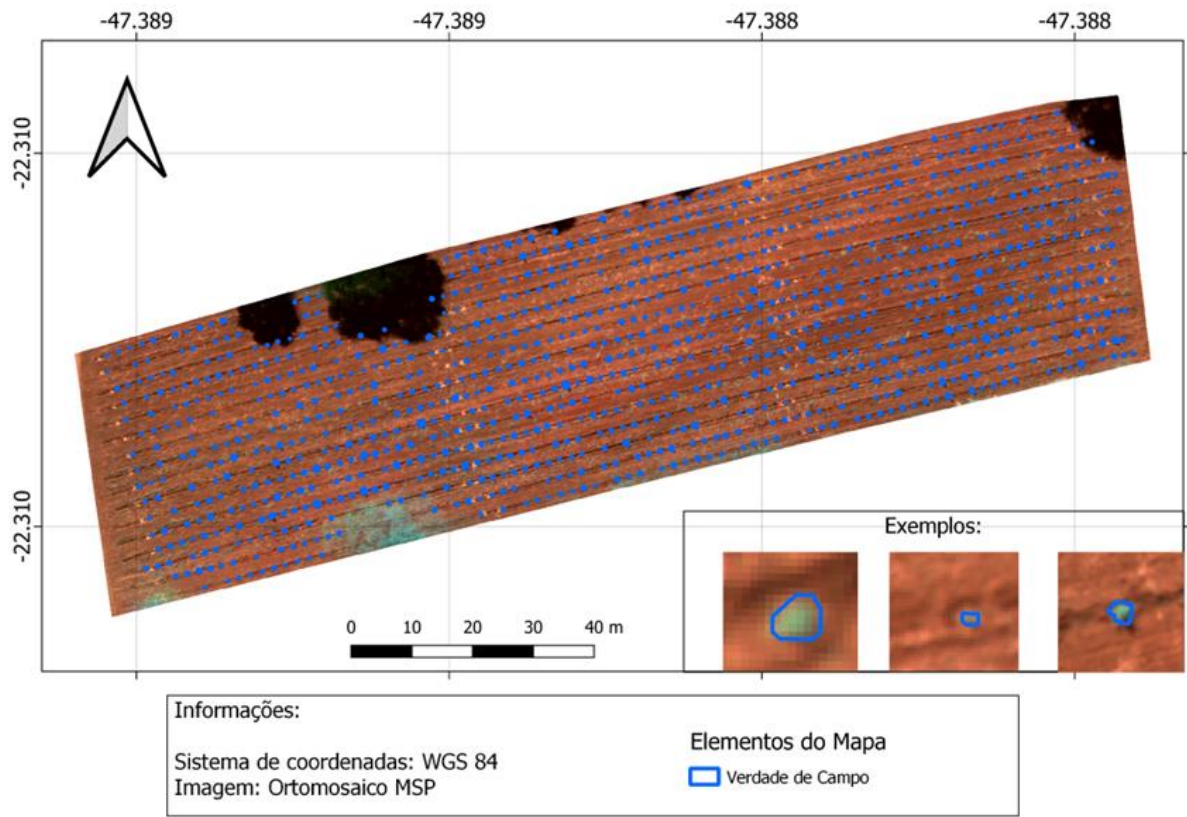 -47.389 -47.389 -47.388 -47.388
-22.310
-22.310
Exemplos:
0 10 20 30 40 m
Informações:
Sistema de coordenadas: WGS 84
Imagem: Ortomosaico MSP
Elementos do Mapa
Verdade de Campo